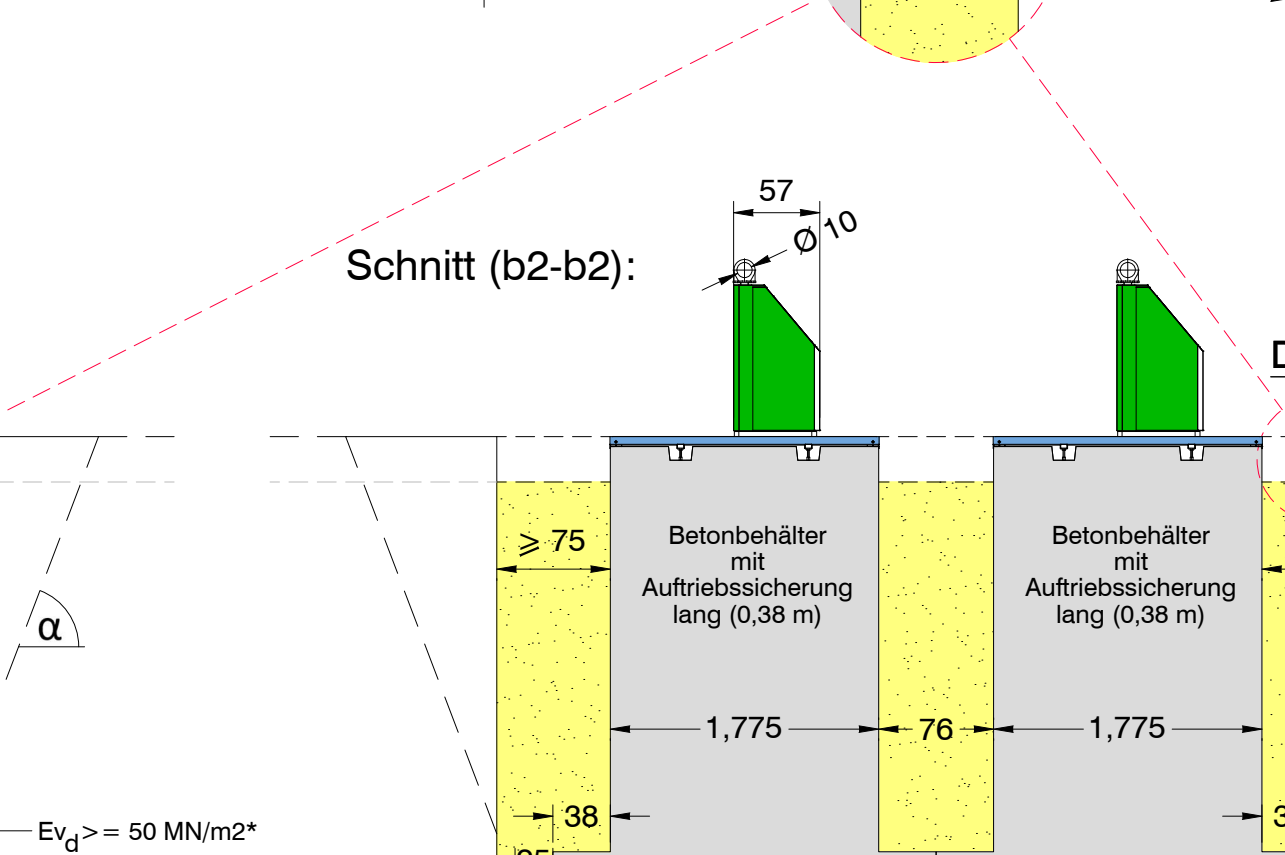 57
Ø 10
Schnitt (b2-b2):
≥ 75
Betonbehälter
mit
Auftriebssicherung
lang (0,38 m)
Betonbehälter
mit
Auftriebssicherung
lang (0,38 m)
α
1,775
76
1,775
38
Evd >= 50 MN/m2*